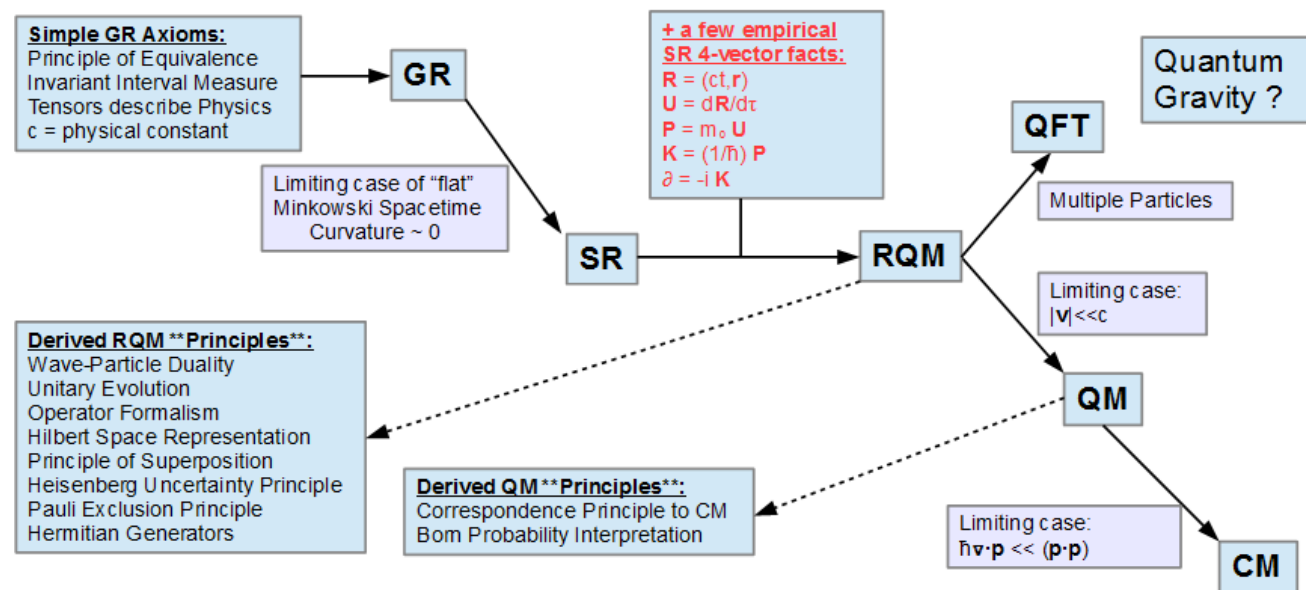 Simple GR Axioms:
Principle of Equivalence
Invariant Interval Measure
Tensors describe Physics
c = physical constant
GR
+ a few empirical
SR 4-vector facts:
R = (ct,r)
U = dR/dτ
P = m₀ U
K = (1/ħ) P
∂ = -i K
Quantum
Gravity ?
QFT
Limiting case of “flat”
Minkowski Spacetime
Curvature ~ 0
Multiple Particles
SR
RQM
Limiting case:
|v|<<c
Derived RQM **Principles**:
Wave-Particle Duality
Unitary Evolution
Operator Formalism
Hilbert Space Representation
Principle of Superposition
Heisenberg Uncertainty Principle
Pauli Exclusion Principle
Hermitian Generators
QM
Derived QM **Principles**:
Correspondence Principle to CM
Born Probability Interpretation
Limiting case:
ħ∇·p << (p·p)
CM